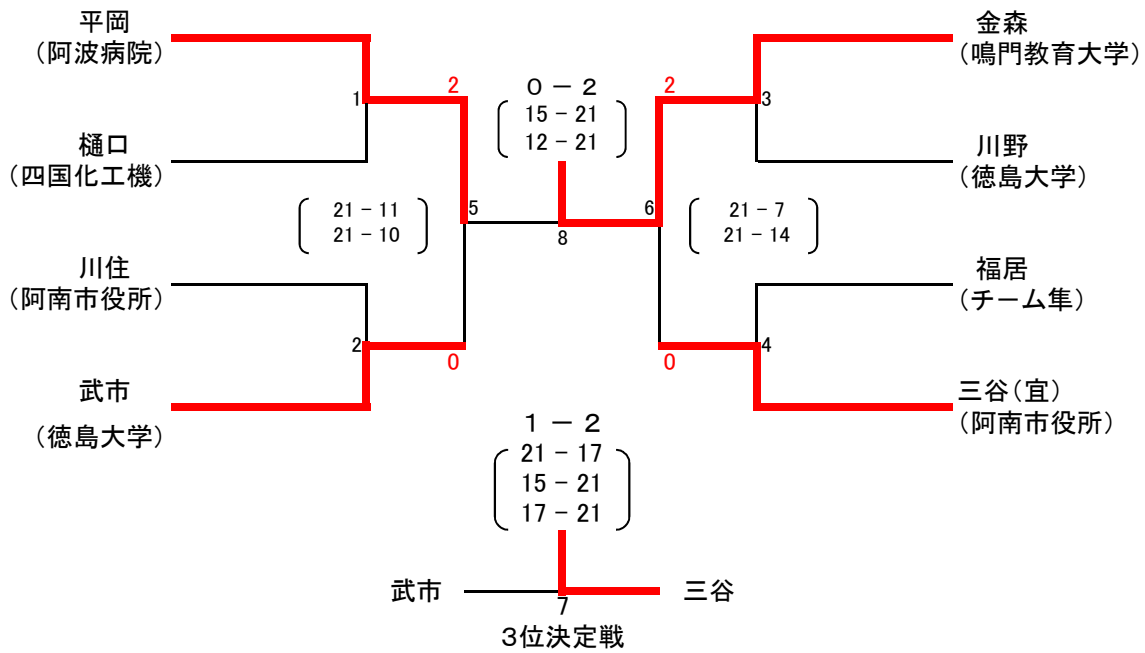 平岡
（阿波病院）
金森
（鳴門教育大学）
2
0 － 2
2
1
15 － 21
3
12 － 21
樋口
（四国化工機）
川野
（徳島大学）
21 － 11
21 － 10
5
6
21 － 7
21 － 14
8
川住
（阿南市役所）
福居
（チーム隼）
2
0
0
4
武市
（徳島大学）
三谷（宜）
（阿南市役所）
1 － 2
21 － 17
15 － 21
17 － 21
武市
三谷
7
３位決定戦